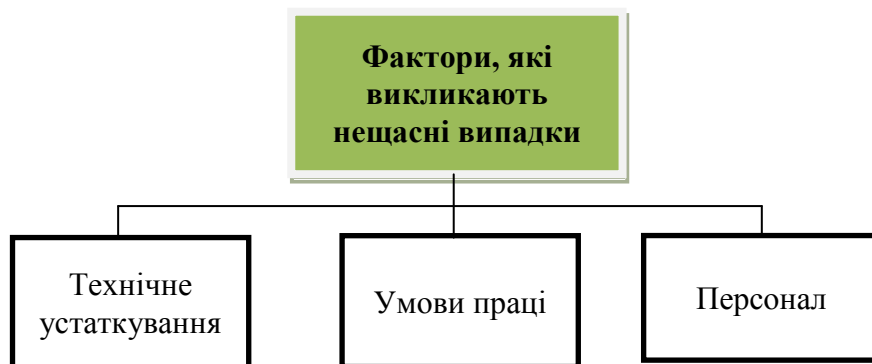 Фактори, які
викликають
нещасні випадки
Технічне
устаткування
Умови праці
Персонал